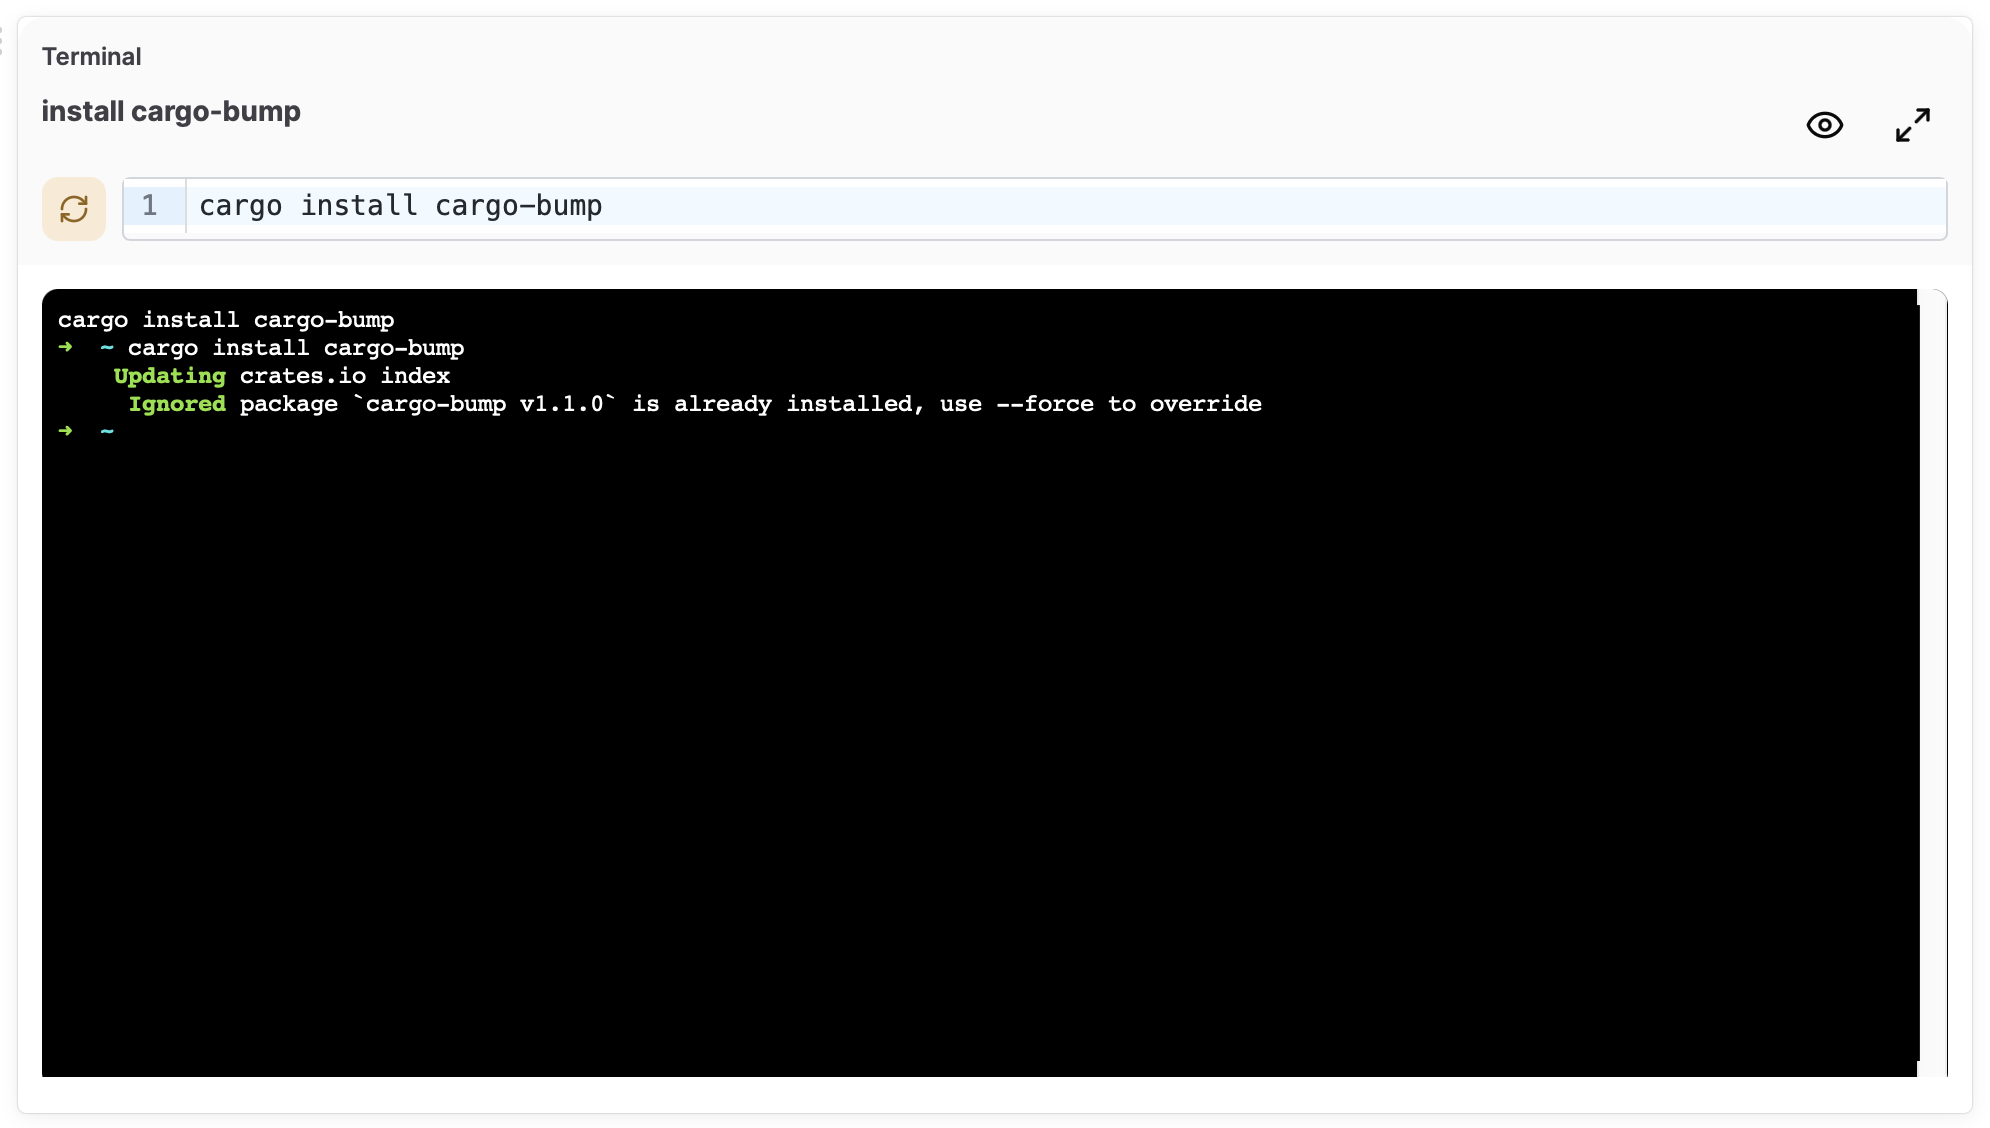 Terminal
install cargo-bump
1 cargo install cargo-bump
cargo install cargo-bump
➜  ~ cargo install cargo-bump
    Updating crates.io index
     Ignored package `cargo-bump v1.1.0` is already installed, use --force to override
➜  ~